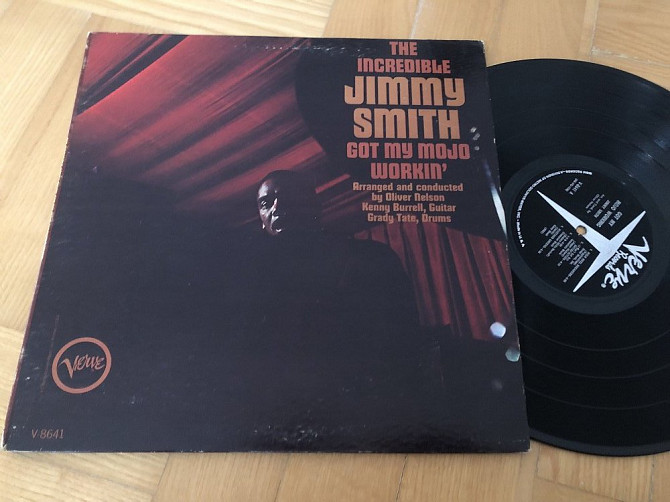 THE
INCREDIBLE
JIMMY
SMITH
GOT MY MOJO
WORKIN'
Arranged and conducted
by Oliver Nelson
Kenny Burrell, Guitar
Grady Tate, Drums
Verve
V-8641
Verve
Records